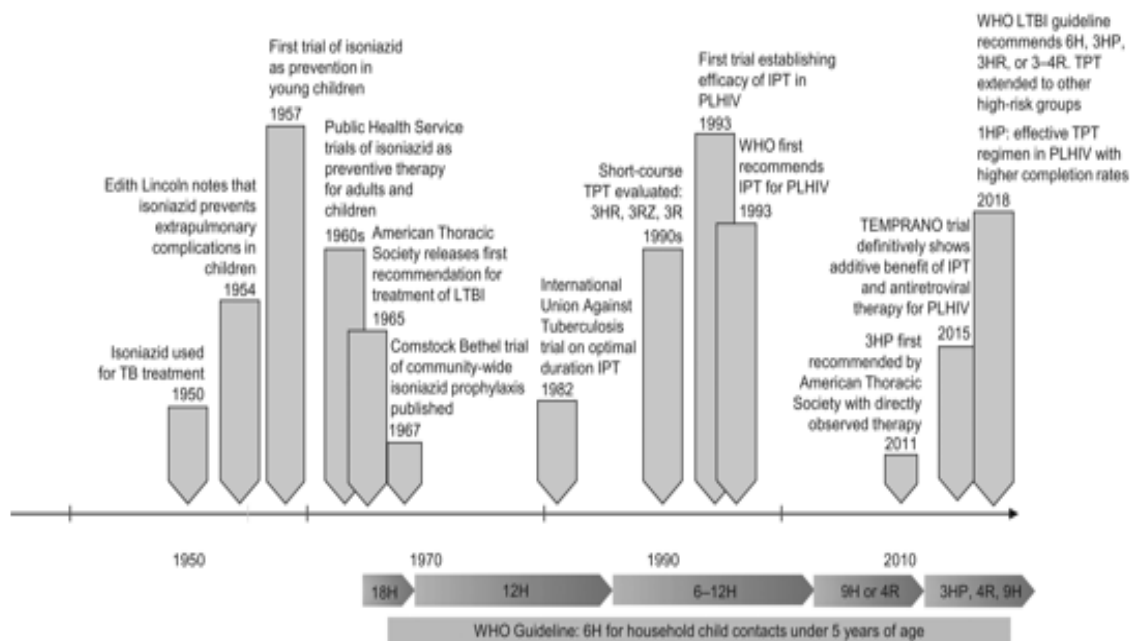 Isoniazid used
for TB treatment
1950
Edith Lincoln notes that
isoniazid prevents
extrapulmonary
complications in
children
1954
First trial of isoniazid
as prevention in
young children
1957
Public Health Service
trials of isoniazid as
preventive therapy
for adults and
children
1960s
American Thoracic
Society releases first
recommendation for
treatment of LTBI
1965
Comstock Bethel trial
of community-wide
isoniazid prophylaxis
published
1967
International
Union Against
Tuberculosis
trial on optimal
duration IPT
1982
Short-course
TPT evaluated:
3HR, 3RZ, 3R
1990s
First trial establishing
efficacy of IPT in
PLHIV
1993
WHO first
recommends
IPT for PLHIV
1993
3HP first
recommended by
American Thoracic
Society with directly
observed therapy
2011
TEMPRANO trial
definitively shows
additive benefit of IPT
and antiretroviral
therapy for PLHIV
2015
WHO LTBI guideline
recommends 6H, 3HP,
3HR, or 3–4R. TPT
extended to other
high-risk groups
1HP: effective TPT
regimen in PLHIV with
higher completion rates
2018
1950
1970
1990
2010
18H
12H
6–12H
9H or 4R
3HP, 4R, 9H
WHO Guideline: 6H for household child contacts under 5 years of age